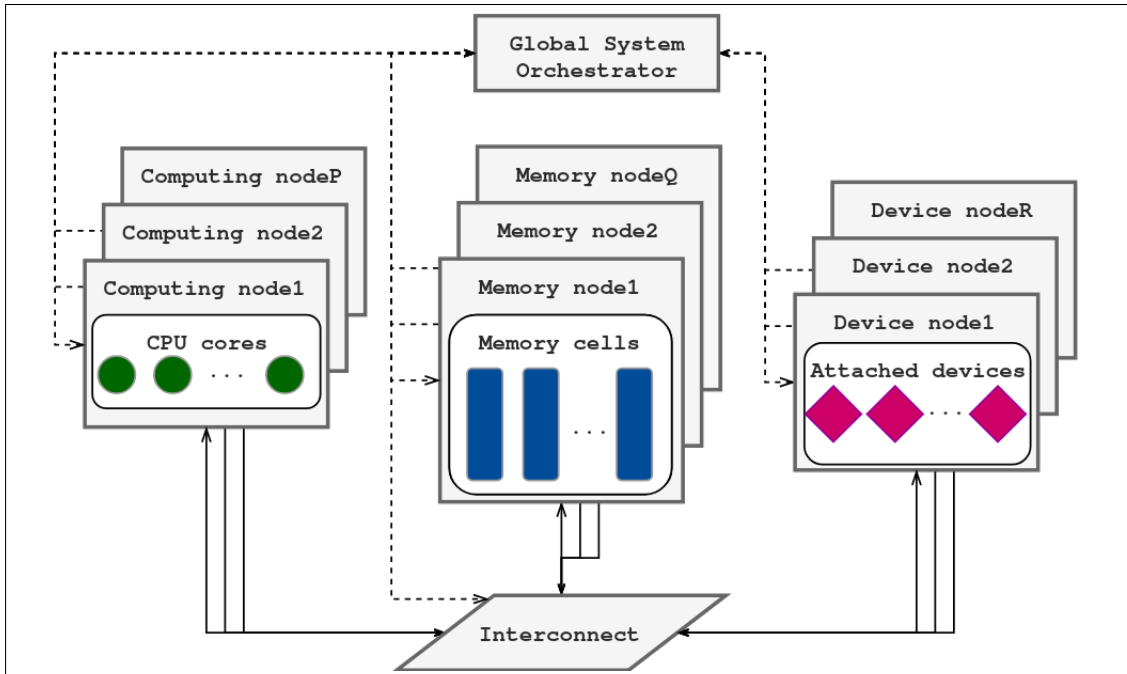 Global System
Orchestrator
Computing nodeP
Computing node2
Computing node1
CPU cores
...
Memory nodeQ
Memory node2
Memory node1
Memory cells
...
Device nodeR
Device node2
Device node1
Attached devices
...
Interconnect